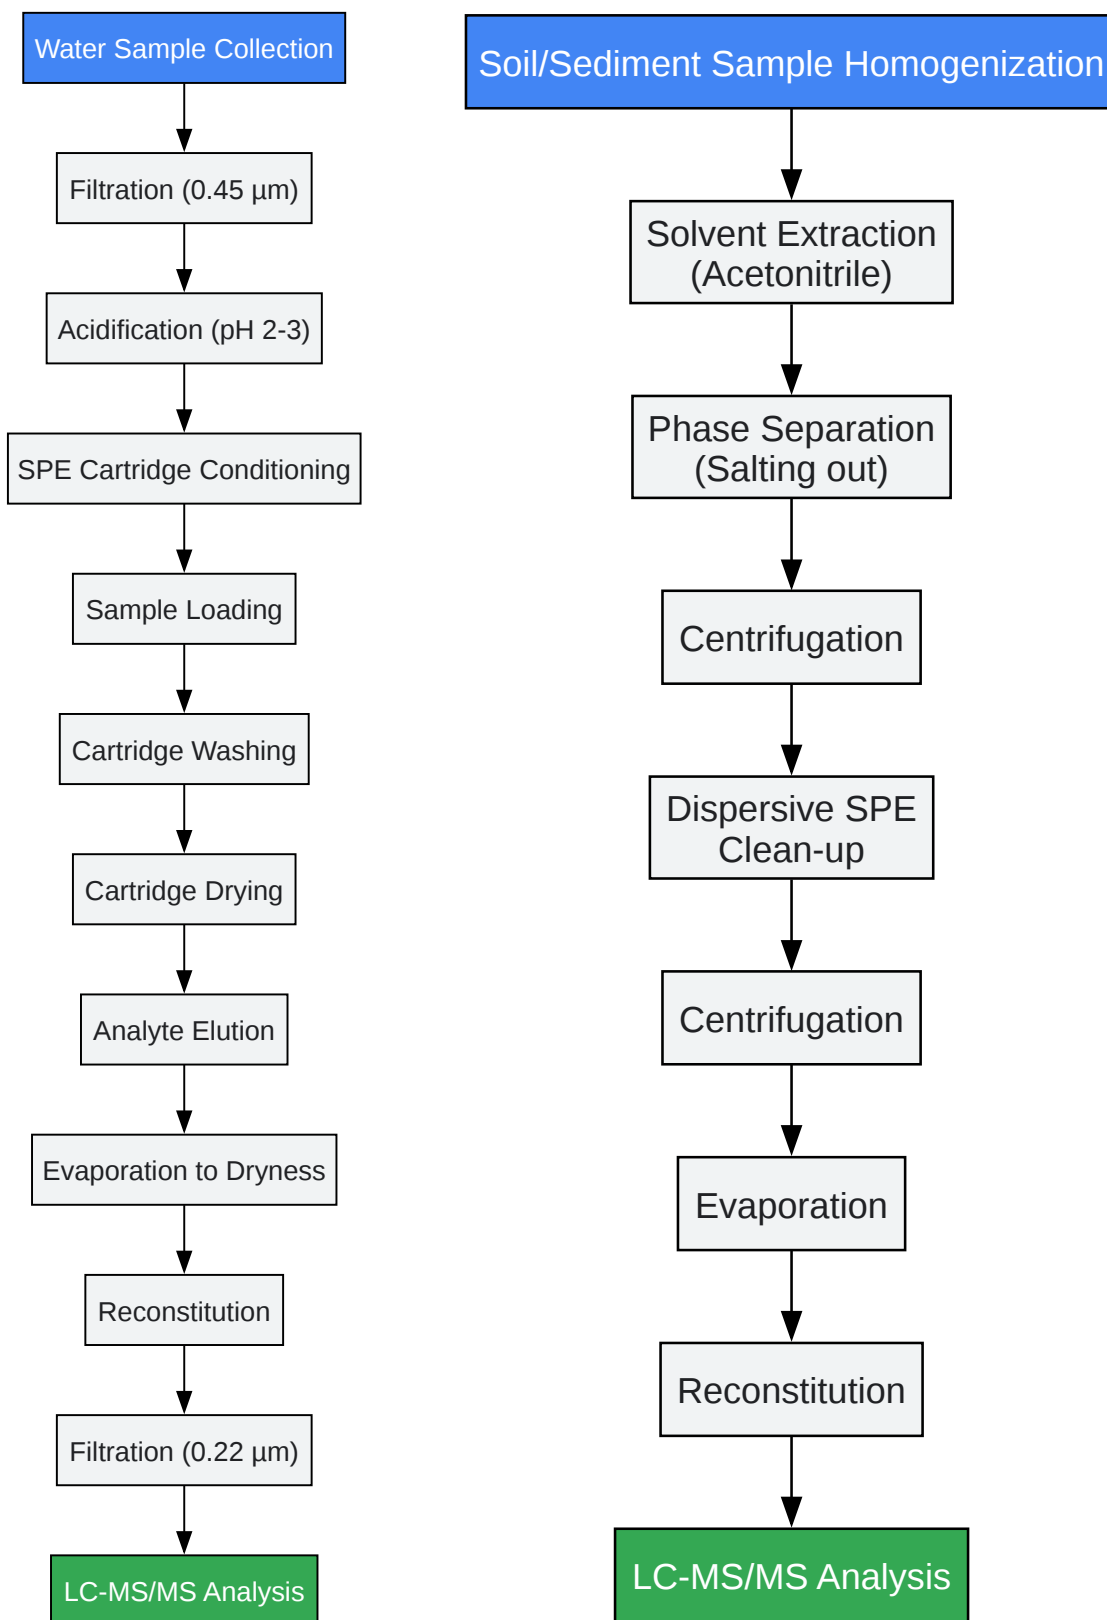 Water Sample Collection
Filtration (0.45 µm)
Acidification (pH 2-3)
SPE Cartridge Conditioning
Sample Loading
Cartridge Washing
Cartridge Drying
Analyte Elution
Evaporation to Dryness
Reconstitution
Filtration (0.22 µm)
LC-MS/MS Analysis
Soil/Sediment Sample Homogenization
Solvent Extraction
(Acetonitrile)
Phase Separation
(Salting out)
Centrifugation
Dispersive SPE
Clean-up
Centrifugation
Evaporation
Reconstitution
LC-MS/MS Analysis